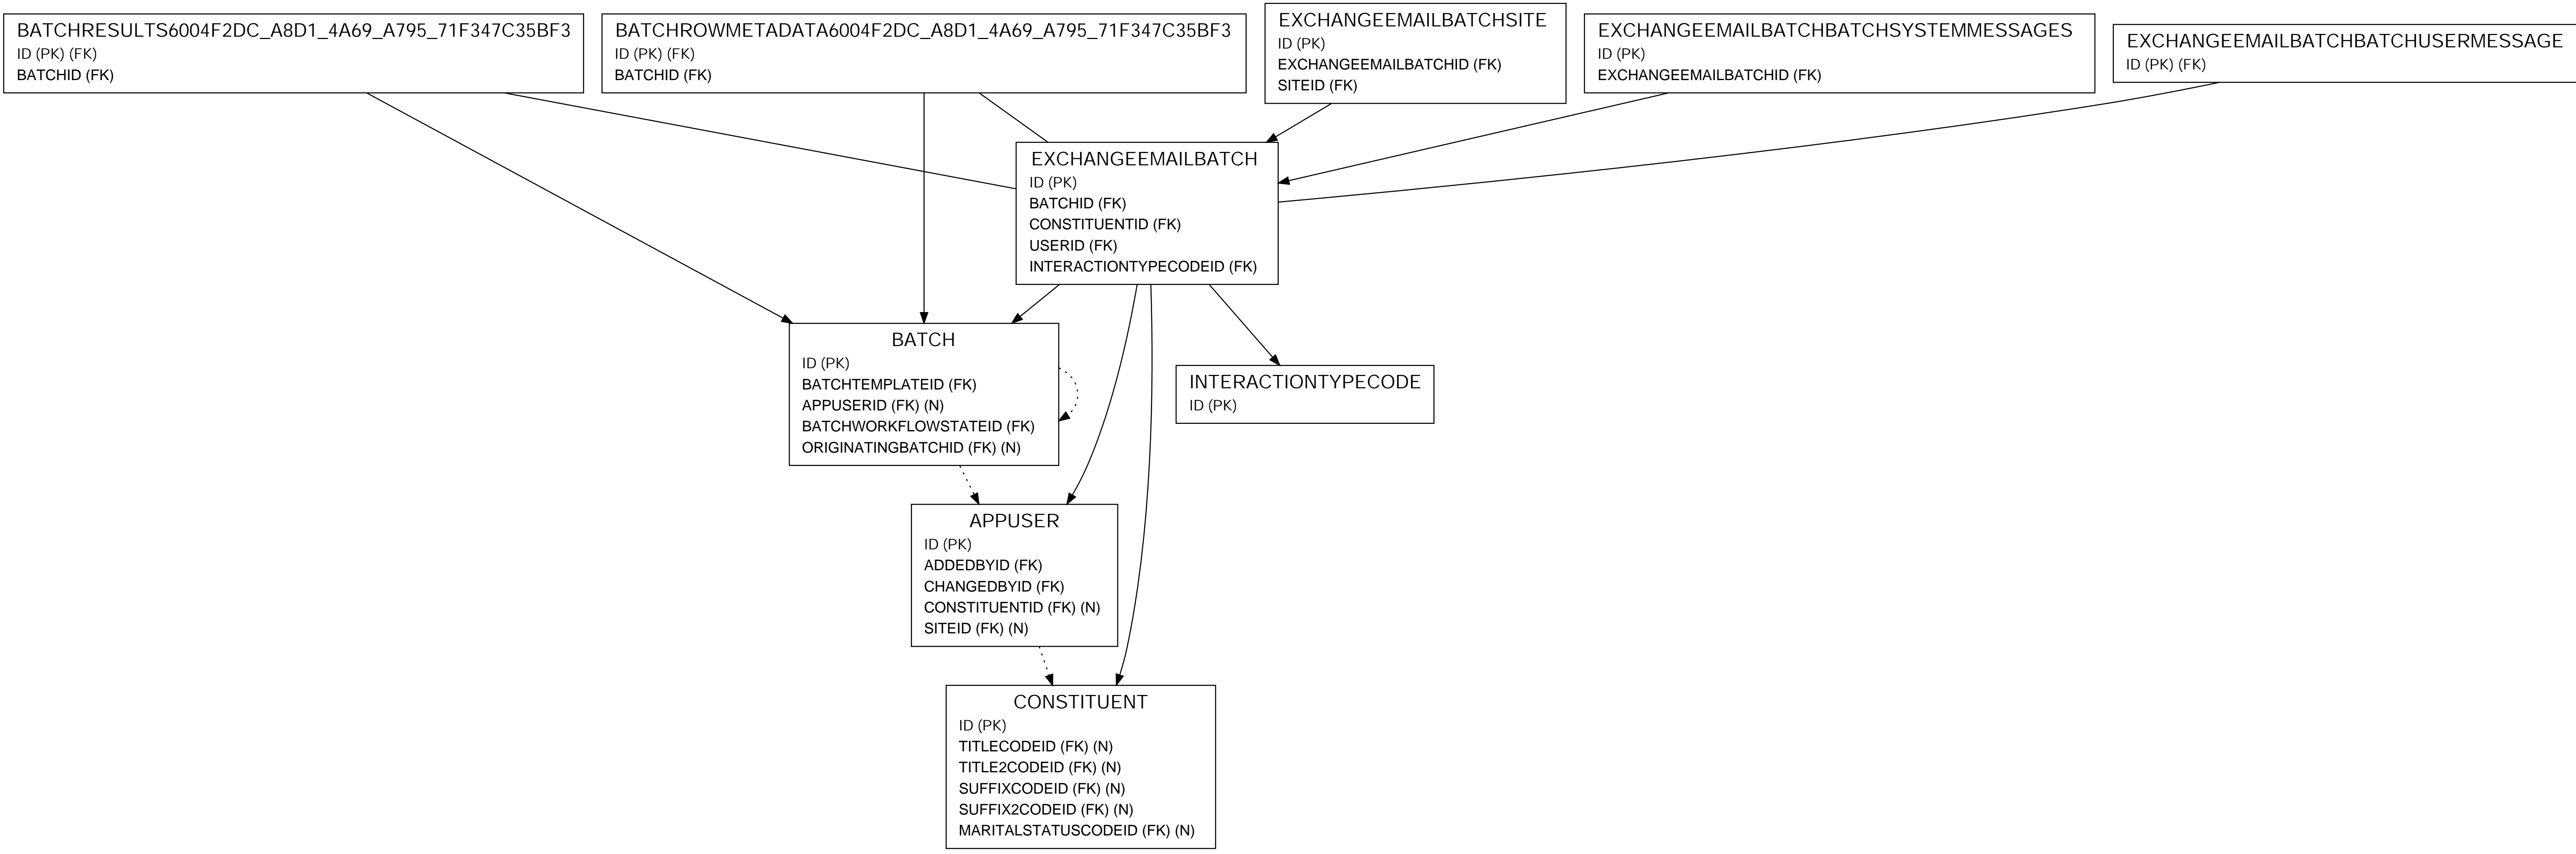 BATCHRESULTS6004F2DC_A8D1_4A69_A795_71F347C35BF3
ID (PK) (FK)
BATCHID (FK)
BATCHROWMETADATA6004F2DC_A8D1_4A69_A795_71F347C35BF3
ID (PK) (FK)
BATCHID (FK)
EXCHANGEEMAILBATCHSITE
ID (PK)
EXCHANGEEMAILBATCHID (FK)
SITEID (FK)
EXCHANGEEMAILBATCHBATCHSYSTEMMESSAGES
ID (PK)
EXCHANGEEMAILBATCHID (FK)
EXCHANGEEMAILBATCHBATCHUSERMESSAGE
ID (PK) (FK)
EXCHANGEEMAILBATCH
ID (PK)
BATCHID (FK)
CONSTITUENTID (FK)
USERID (FK)
INTERACTIONTYPECODEID (FK)
BATCH
ID (PK)
BATCHTEMPLATEID (FK)
APPUSERID (FK) (N)
BATCHWORKFLOWSTATEID (FK)
ORIGINATINGBATCHID (FK) (N)
INTERACTIONTYPECODE
ID (PK)
APPUSER
ID (PK)
ADDEDBYID (FK)
CHANGEDBYID (FK)
CONSTITUENTID (FK) (N)
SITEID (FK) (N)
CONSTITUENT
ID (PK)
TITLECODEID (FK) (N)
TITLE2CODEID (FK) (N)
SUFFIXCODEID (FK) (N)
SUFFIX2CODEID (FK) (N)
MARITALSTATUSCODEID (FK) (N)